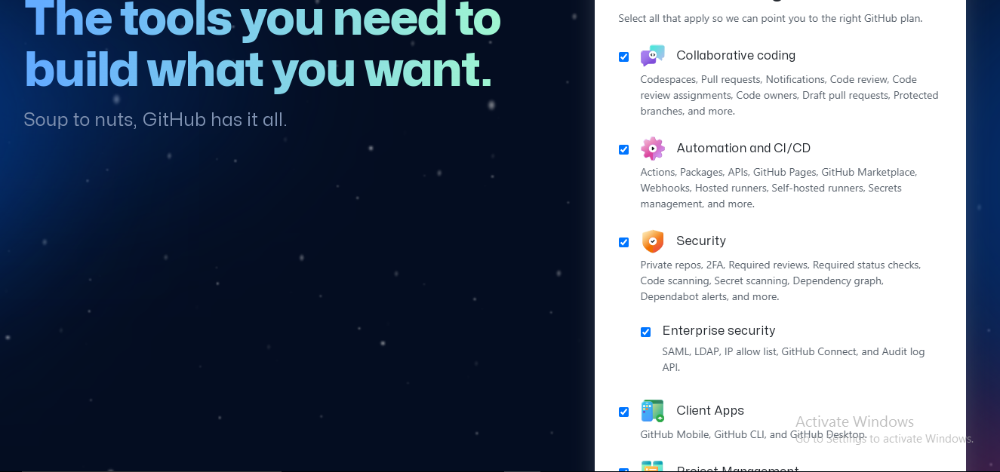 The tools you need to
build what you want.
Soup to nuts, GitHub has it all.
Select all that apply so we can point you to the right GitHub plan.
Collaborative coding
Codespaces, Pull requests, Notifications, Code review, Code
review assignments, Code owners, Draft pull requests, Protected
branches, and more.
Automation and CI/CD
Actions, Packages, APIs, GitHub Pages, GitHub Marketplace,
Webhooks, Hosted runners, Self-hosted runners, Secrets
management, and more.
Security
Private repos, 2FA, Required reviews, Required status checks,
Code scanning, Secret scanning, Dependency graph,
Dependabot alerts, and more.
Enterprise security
SAML, LDAP, IP allow list, GitHub Connect, and Audit log
API.
Client Apps
GitHub Mobile, GitHub CLI, and GitHub Desktop.
Activate Windows
Go to Settings to activate Windows.
Project Management